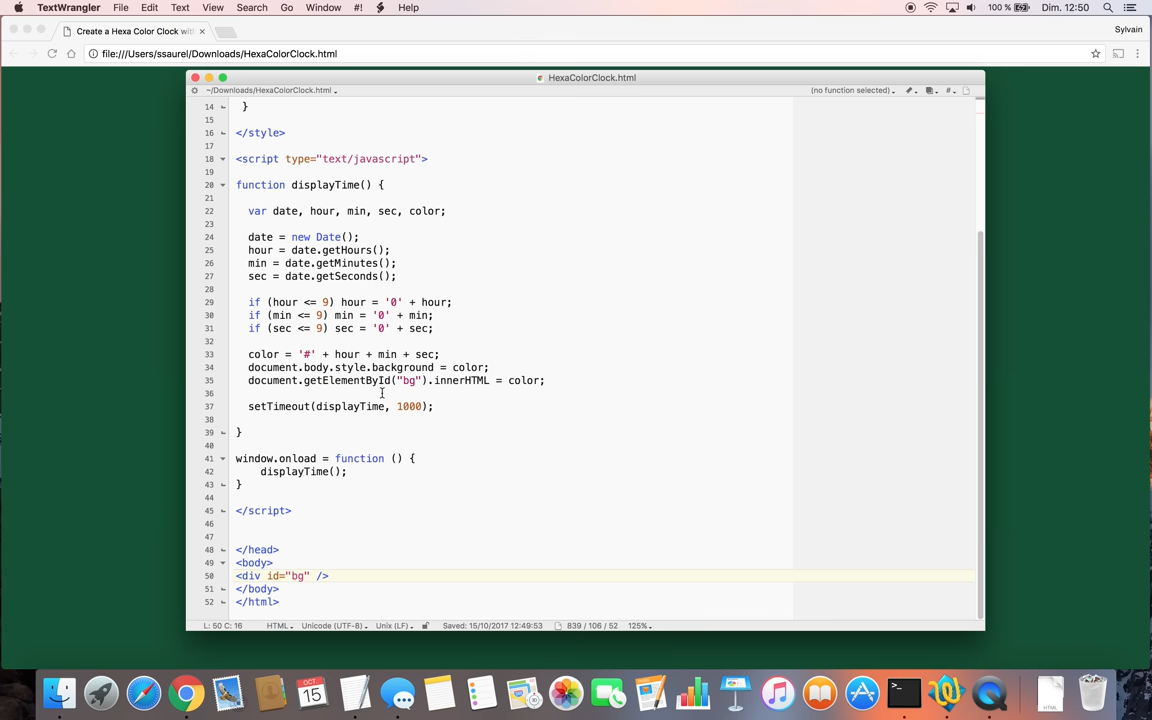 TextWrangler File Edit Text View Search Go Window #! Help 100 % Dim. 12:50
Create a Hexa Color Clock wit
Sylvain
file:///Users/ssaurel/Downloads/HexaColorClock.html
HexaColorClock.html
~/Downloads/HexaColorClock.html
(no function selected)
#
14 }
15
16 </style>
17
18 <script type="text/javascript">
19
20 function displayTime() {
21
22 var date, hour, min, sec, color;
23
24 date = new Date();
25 hour = date.getHours();
26 min = date.getMinutes();
27 sec = date.getSeconds();
28
29 if (hour <= 9) hour = '0' + hour;
30 if (min <= 9) min = '0' + min;
31 if (sec <= 9) sec = '0' + sec;
32
33 color = '#' + hour + min + sec;
34 document.body.style.background = color;
35 document.getElementById("bg").innerHTML = color;
36
37 setTimeout(displayTime, 1000);
38
39 }
40
41 window.onload = function () {
42 displayTime();
43 }
44
45 </script>
46
47
48 </head>
49 <body>
50 <div id="bg" />
51 </body>
52 </html>
L: 50 C: 16 HTML Unicode (UTF-8) Unix (LF) Saved: 15/10/2017 12:49:53 839 / 106 / 52 125%
OCT.
15
HTML